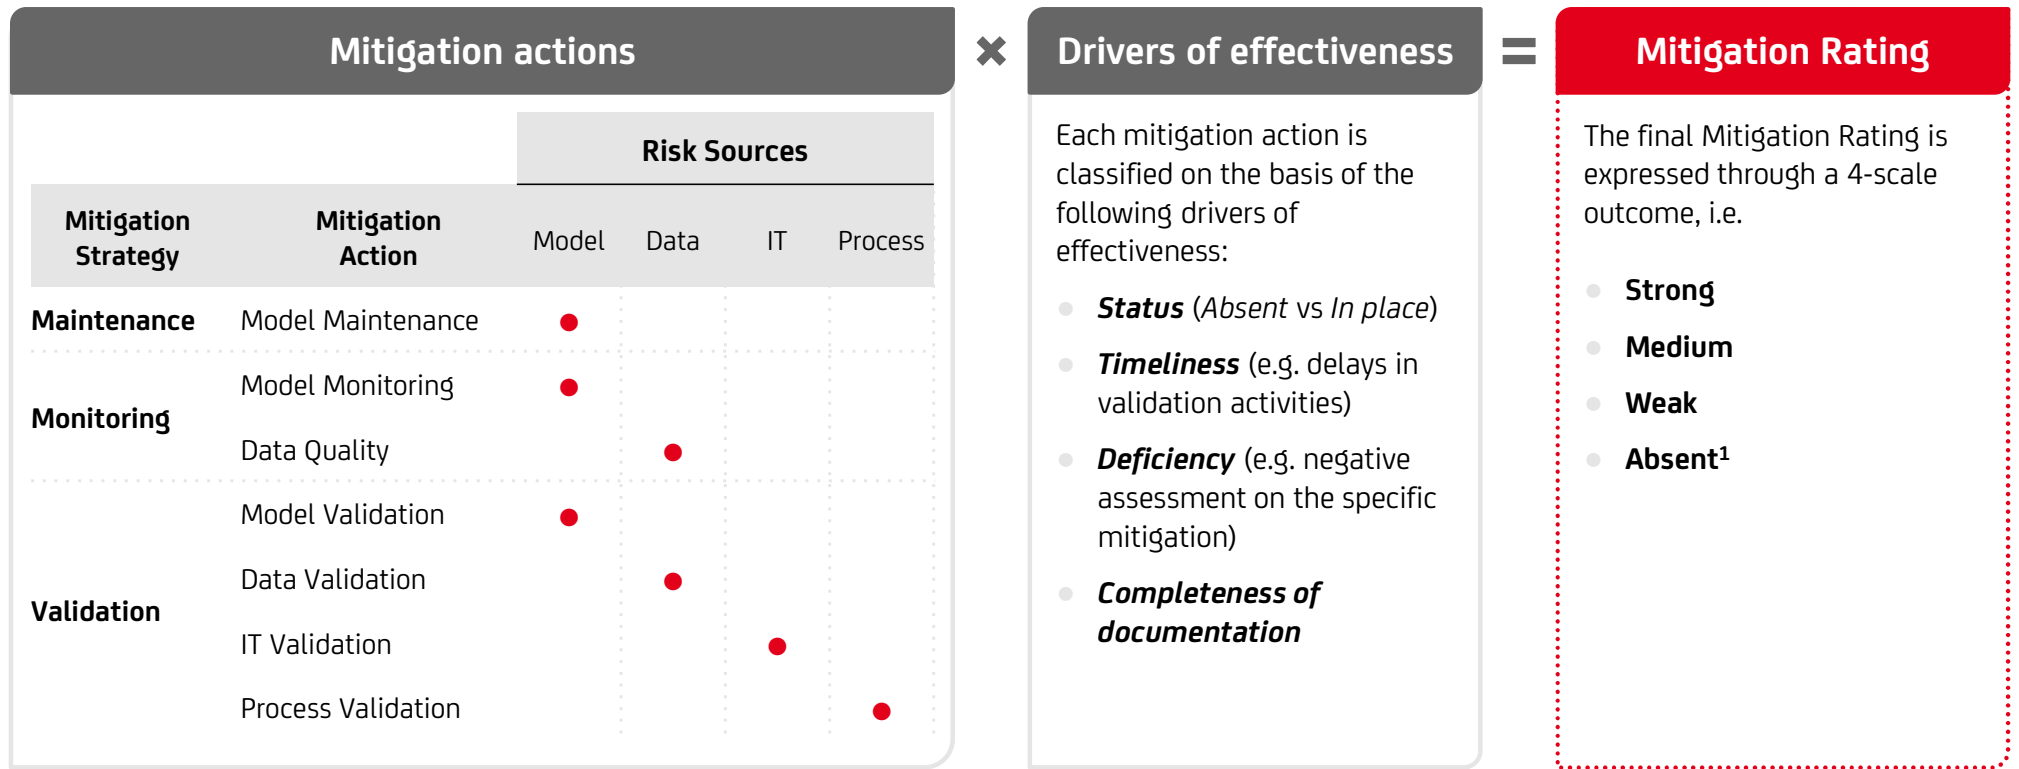 Mitigation actions
Risk Sources
Mitigation
Strategy
Mitigation
Action
Model
Data
IT
Process
Maintenance
Model Maintenance
Monitoring
Model Monitoring
Data Quality
Validation
Model Validation
Data Validation
IT Validation
Process Validation
×
Drivers of effectiveness
Each mitigation action is
classified on the basis of the
following drivers of
effectiveness:
Status (Absent vs In place)
Timeliness (e.g. delays in
validation activities)
Deficiency (e.g. negative
assessment on the specific
mitigation)
Completeness of
documentation
=
Mitigation Rating
The final Mitigation Rating is
expressed through a 4-scale
outcome, i.e.
Strong
Medium
Weak
Absent¹